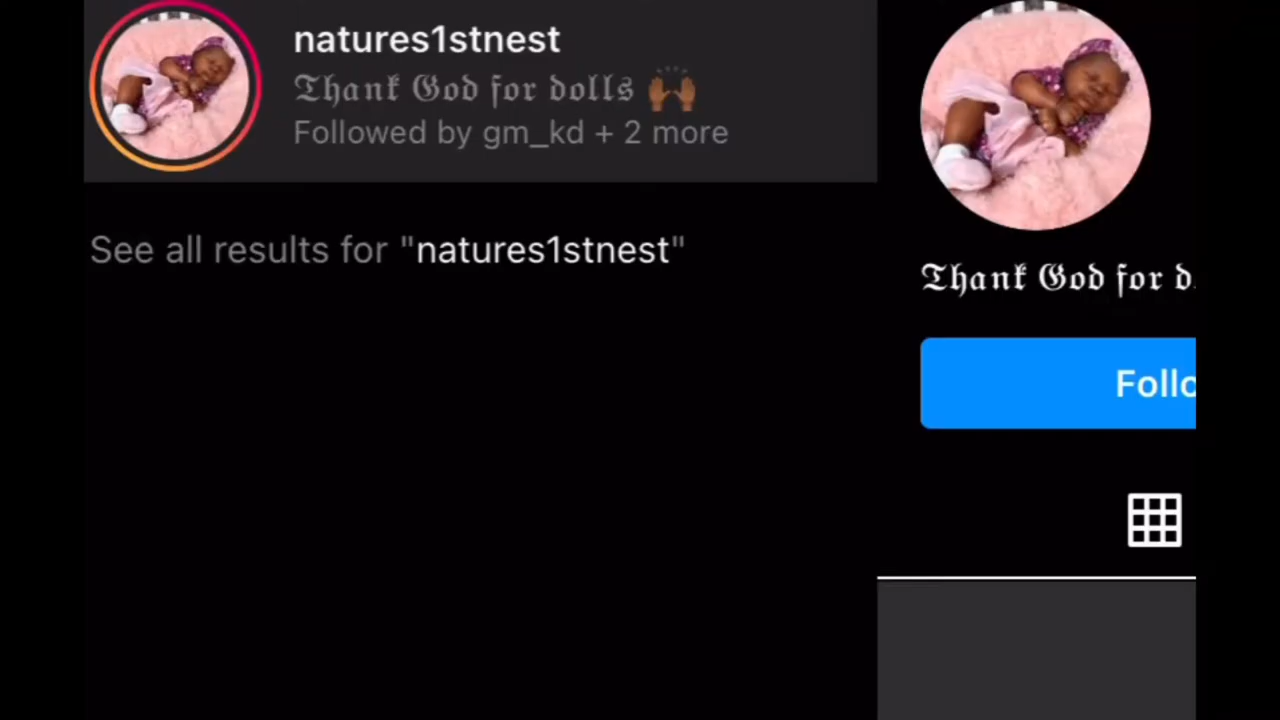 natures1stnest
𝕿𝖍𝖆𝖓𝖐 𝕲𝖔𝖉 𝖋𝖔𝖗 𝖉𝖔𝖑𝖑𝖘 🙌🏾
Followed by gm_kd + 2 more
See all results for "natures1stnest"
𝕿𝖍𝖆𝖓𝖐 𝕲𝖔𝖉 𝖋𝖔𝖗 𝖉
Follo